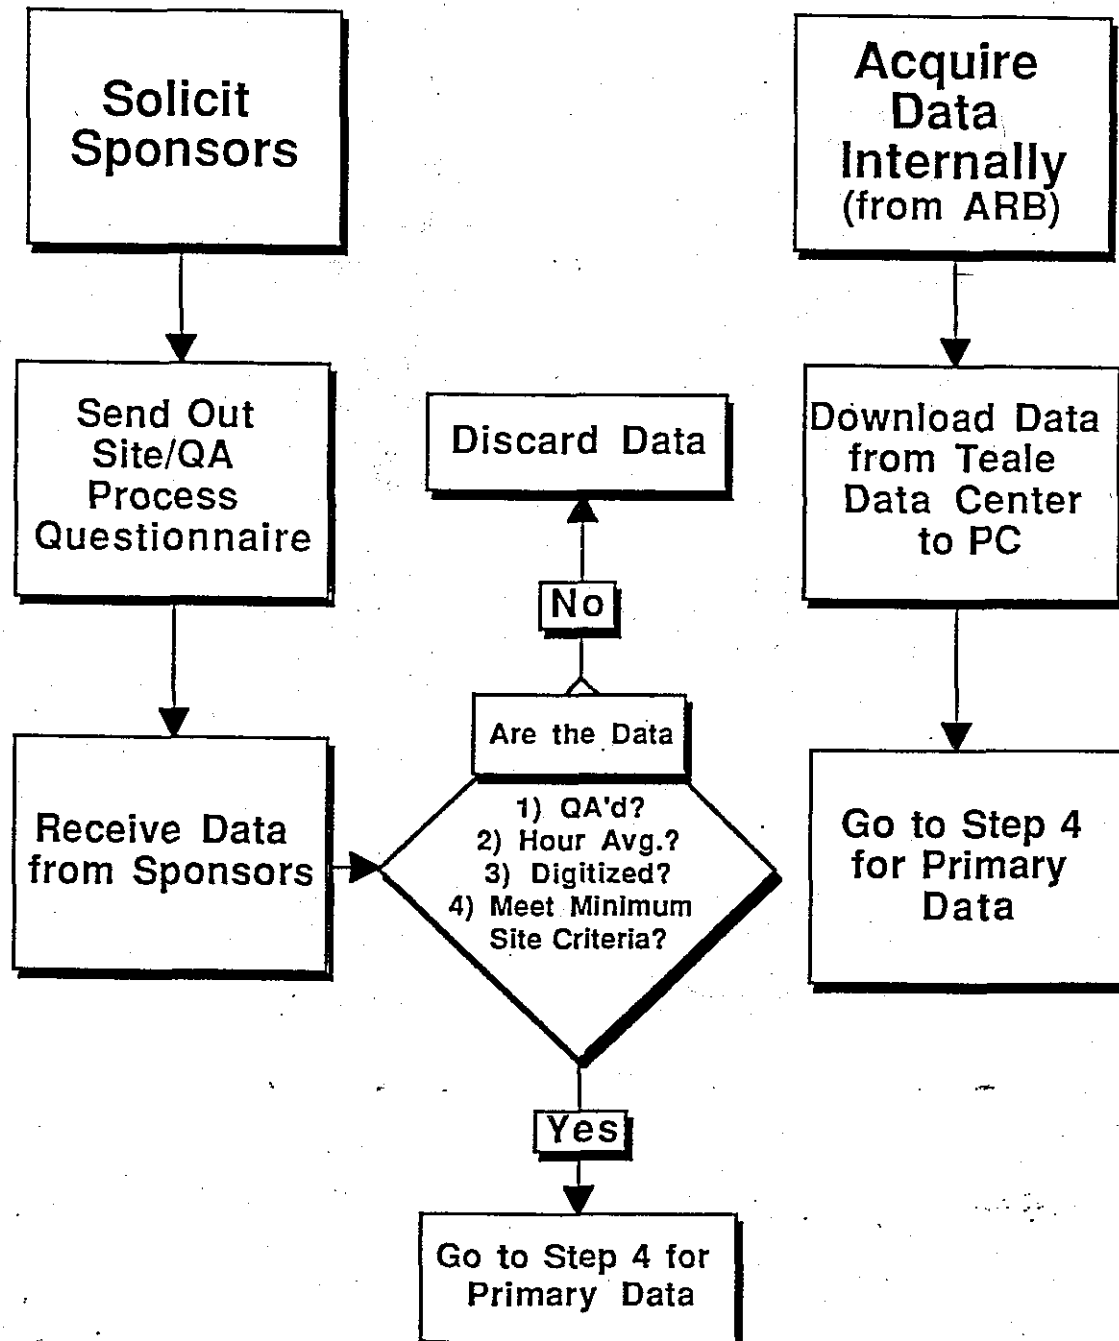 Solicit
Sponsors
Send Out
Site/QA
Process
Questionnaire
Receive Data
from Sponsors
Discard Data
No
Are the Data
1) QA'd?
2) Hour Avg.?
3) Digitized?
4) Meet Minimum
Site Criteria?
Yes
Go to Step 4 for
Primary Data
Acquire
Data
Internally
(from ARB)
Download Data
from Teale
Data Center
to PC
Go to Step 4
for Primary
Data